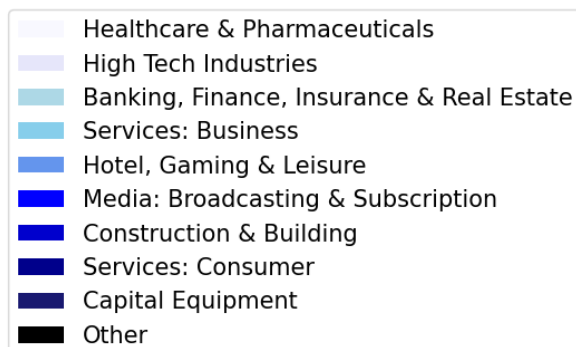 Healthcare & Pharmaceuticals
High Tech Industries
Banking, Finance, Insurance & Real Estate
Services: Business
Hotel, Gaming & Leisure
Media: Broadcasting & Subscription
Construction & Building
Services: Consumer
Capital Equipment
Other